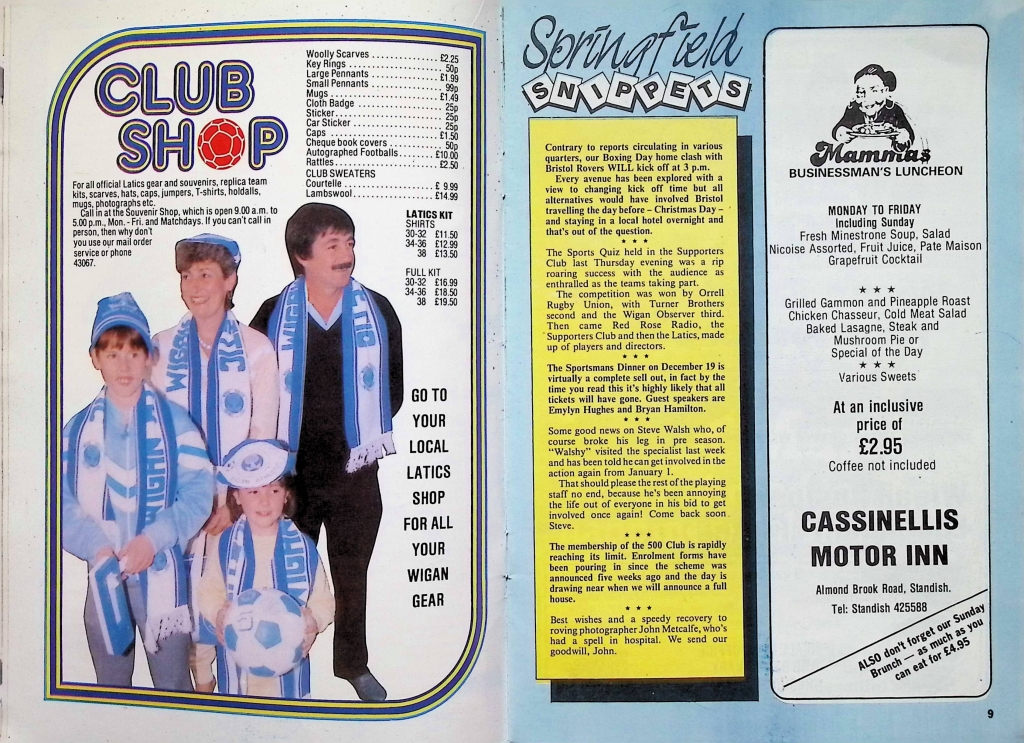 CLUB
SHOP
Woolly Scarves . . . . . . . . . . . . . . . . £2.25
Key Rings . . . . . . . . . . . . . . . . . . . . 50p
Large Pennants . . . . . . . . . . . . . . . £1.99
Small Pennants . . . . . . . . . . . . . . . . 99p
Mugs . . . . . . . . . . . . . . . . . . . . . . . £1.49
Cloth Badge . . . . . . . . . . . . . . . . . . 25p
Sticker. . . . . . . . . . . . . . . . . . . . . . . 25p
Car Sticker . . . . . . . . . . . . . . . . . . . 25p
Caps . . . . . . . . . . . . . . . . . . . . . . . £1.50
Cheque book covers . . . . . . . . . . . . 50p
Autographed Footballs. . . . . . . . . £10.00
Rattles . . . . . . . . . . . . . . . . . . . . . £2.50
CLUB SWEATERS
Courtelle . . . . . . . . . . . . . . . . . . . £ 9.99
Lambswool. . . . . . . . . . . . . . . . . . £14.99
For all official Latics gear and souvenirs, replica team
kits, scarves, hats, caps, jumpers, T-shirts, holdalls,
mugs, photographs etc.
Call in at the Souvenir Shop, which is open 9.00 a.m. to
5.00 p.m., Mon. - Fri. and Matchdays. If you can't call in
person, then why don't
you use our mail order
service or phone
43067.
LATICS KIT
SHIRTS
30-32 £11.50
34-36 £12.99
38 £13.50
FULL KIT
30-32 £16.99
34-36 £18.50
38 £19.50
GO TO
YOUR
LOCAL
LATICS
SHOP
FOR ALL
YOUR
WIGAN
GEAR
WIGAN
Springfield
SNIPPETS
Contrary to reports circulating in various
quarters, our Boxing Day home clash with
Bristol Rovers WILL kick off at 3 p.m.
Every avenue has been explored with a
view to changing kick off time but all
alternatives would have involved Bristol
travelling the day before – Christmas Day –
and staying in a local hotel overnight and
that's out of the question.
* * *
The Sports Quiz held in the Supporters
Club last Thursday evening was a rip
roaring success with the audience as
enthralled as the teams taking part.
The competition was won by Orrell
Rugby Union, with Turner Brothers
second and the Wigan Observer third.
Then came Red Rose Radio, the
Supporters Club and then the Latics, made
up of players and directors.
* * *
The Sportsmans Dinner on December 19 is
virtually a complete sell out, in fact by the
time you read this it's highly likely that all
tickets will have gone. Guest speakers are
Emylyn Hughes and Bryan Hamilton.
* * *
Some good news on Steve Walsh who, of
course broke his leg in pre season.
"Walshy" visited the specialist last week
and has been told he can get involved in the
action again from January 1.
That should please the rest of the playing
staff no end, because he's been annoying
the life out of everyone in his bid to get
involved once again! Come back soon
Steve.
* * *
The membership of the 500 Club is rapidly
reaching its limit. Enrolment forms have
been pouring in since the scheme was
announced five weeks ago and the day is
drawing near when we will announce a full
house.
* * *
Best wishes and a speedy recovery to
roving photographer John Metcalfe, who's
had a spell in hospital. We send our
goodwill, John.
Mammas
BUSINESSMAN'S LUNCHEON
MONDAY TO FRIDAY
Including Sunday
Fresh Minestrone Soup, Salad
Nicoise Assorted, Fruit Juice, Pate Maison
Grapefruit Cocktail
* * *
Grilled Gammon and Pineapple Roast
Chicken Chasseur, Cold Meat Salad
Baked Lasagne, Steak and
Mushroom Pie or
Special of the Day
* * *
Various Sweets
At an inclusive
price of
£2.95
Coffee not included
CASSINELLIS
MOTOR INN
Almond Brook Road, Standish.
Tel: Standish 425588
ALSO don't forget our Sunday
Brunch — as much as you
can eat for £4.95
9